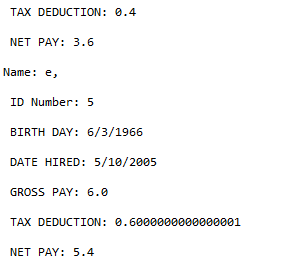 TAX DEDUCTION: 0.4
NET PAY: 3.6
Name: e,
ID Number: 5
BIRTH DAY: 6/3/1966
DATE HIRED: 5/10/2005
GROSS PAY: 6.0
TAX DEDUCTION: 0.6000000000000001
NET PAY: 5.4